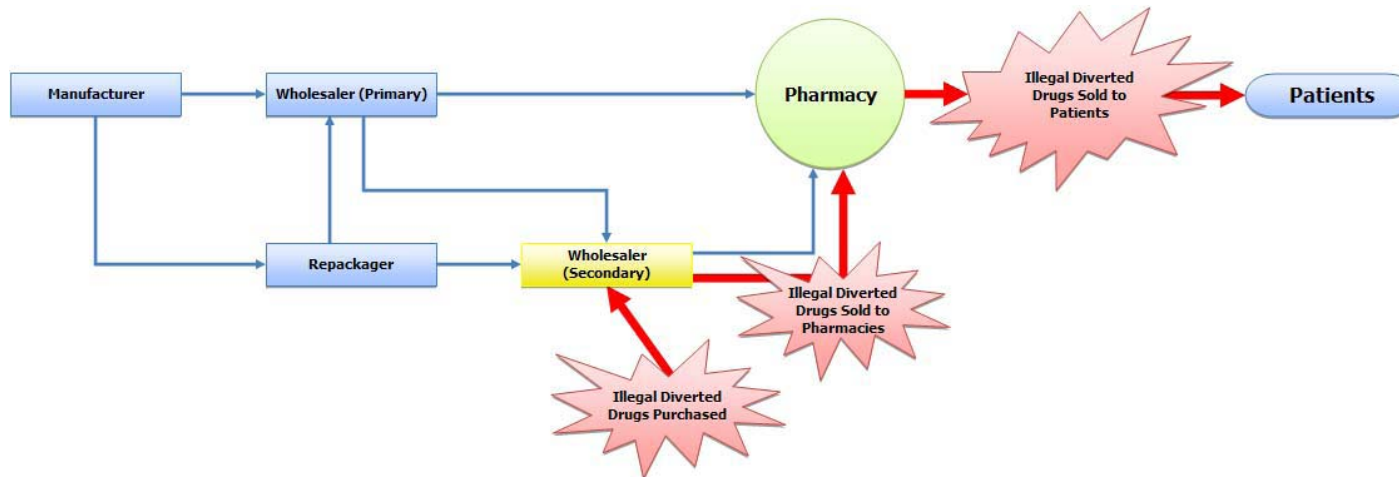 Manufacturer
Wholesaler (Primary)
Pharmacy
Illegal Diverted
Drugs Sold to
Patients
Patients
Repackager
Wholesaler
(Secondary)
Illegal Diverted
Drugs Sold to
Pharmacies
Illegal Diverted
Drugs Purchased